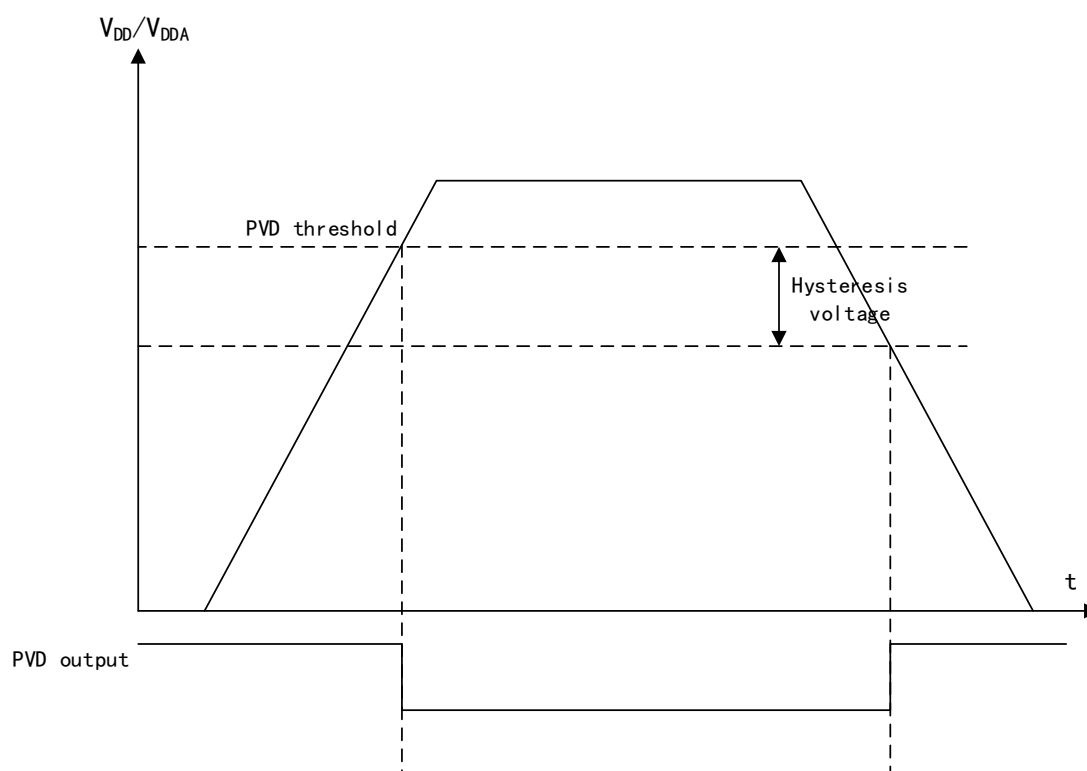 VDD/VDDA
PVD threshold
Hysteresis
voltage
t
PVD output